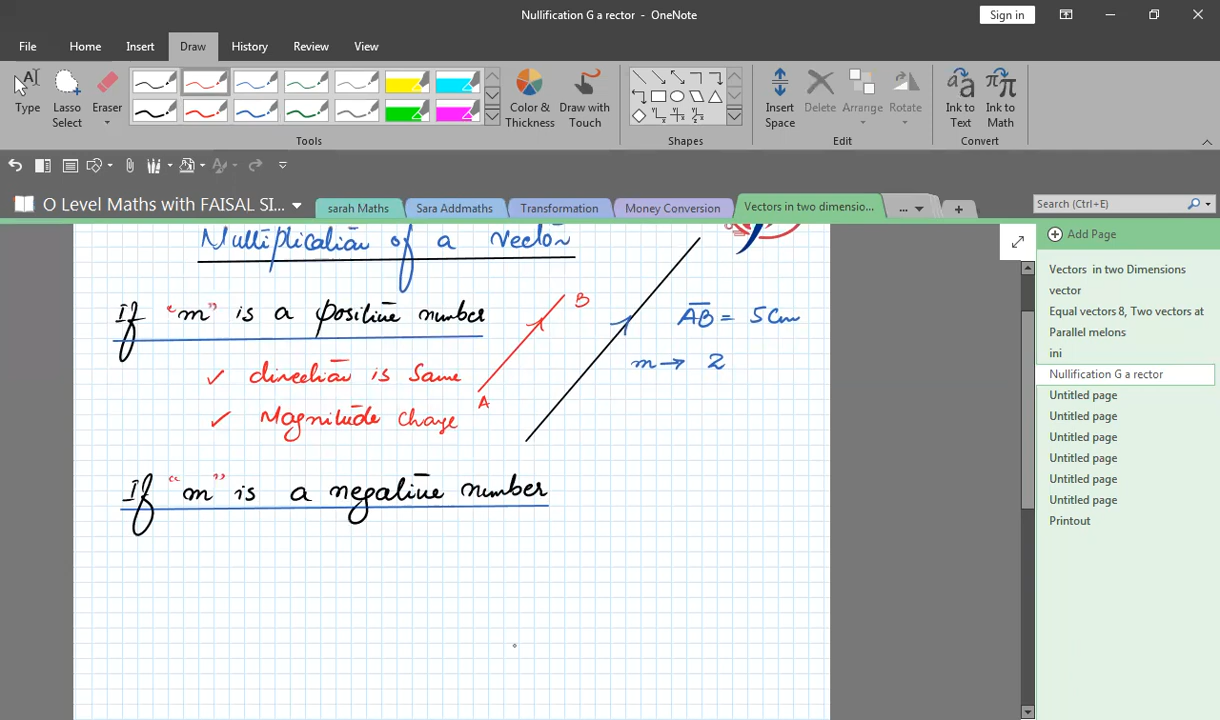 Nullification G a rector - OneNote
Sign in
File Home Insert Draw History Review View
Type
Lasso Select
Eraser
Color & Thickness
Draw with Touch
Insert Space
Delete
Arrange
Rotate
Ink to Text
Ink to Math
Tools
Shapes
Edit
Convert
O Level Maths with FAISAL SI...
sarah Maths
Sara Addmaths
Transformation
Money Conversion
Vectors in two dimensio...
...
Search (Ctrl+E)
Add Page
Vectors in two Dimensions
vector
Equal vectors 8, Two vectors at
Parallel melons
ini
Nullification G a rector
Untitled page
Untitled page
Untitled page
Untitled page
Untitled page
Untitled page
Printout
Multiplication of a vector
If "m" is a positive number
✓ direction is Same
✓ Magnitude Change
A
B
AB = 5cm
m → 2
If "m" is a negative number